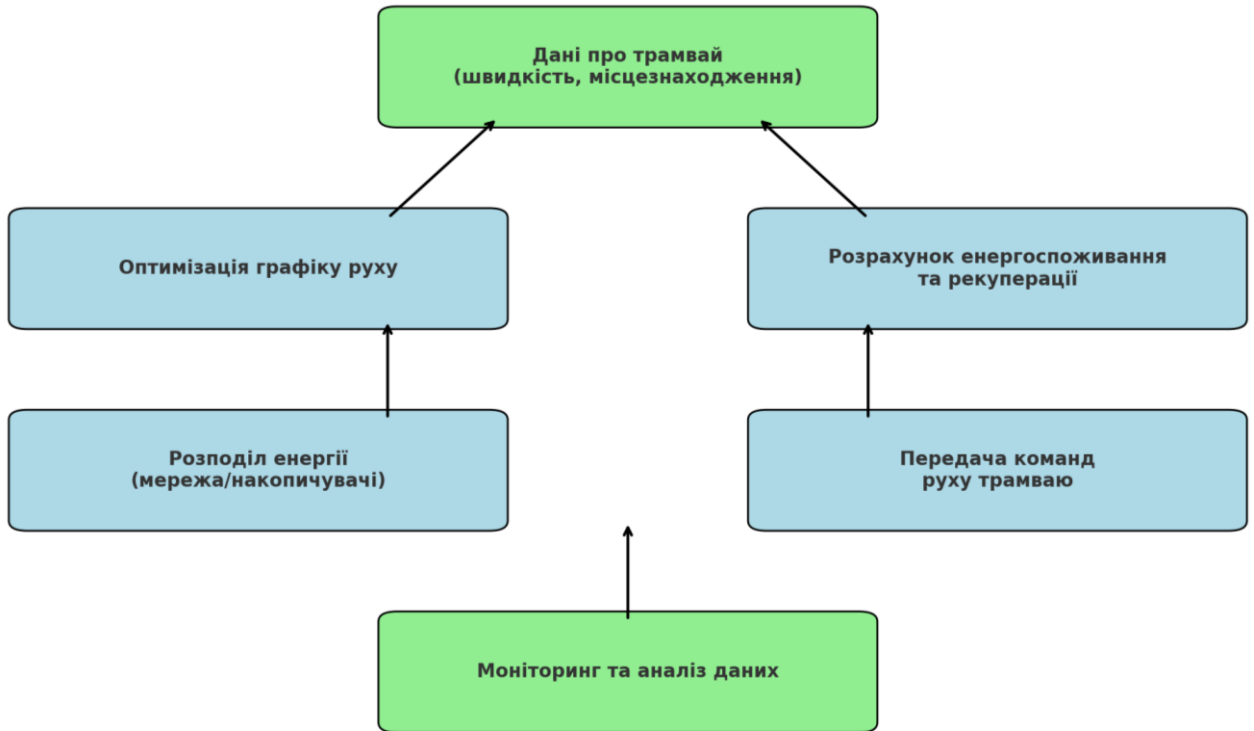 Дані про трамвай
(швидкість, місцезнаходження)
Оптимізація графіку руху
Розрахунок енергоспоживання
та рекуперації
Розподіл енергії
(мережа/накопичувачі)
Передача команд
руху трамваю
Моніторинг та аналіз даних